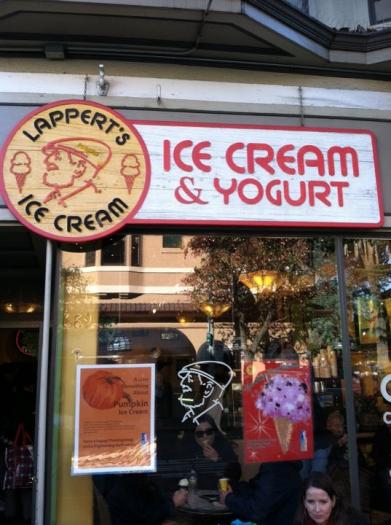 LAPPERT'S
ICE CREAM
ICE CREAM
& YOGURT
Pumpkin
Ice Cream